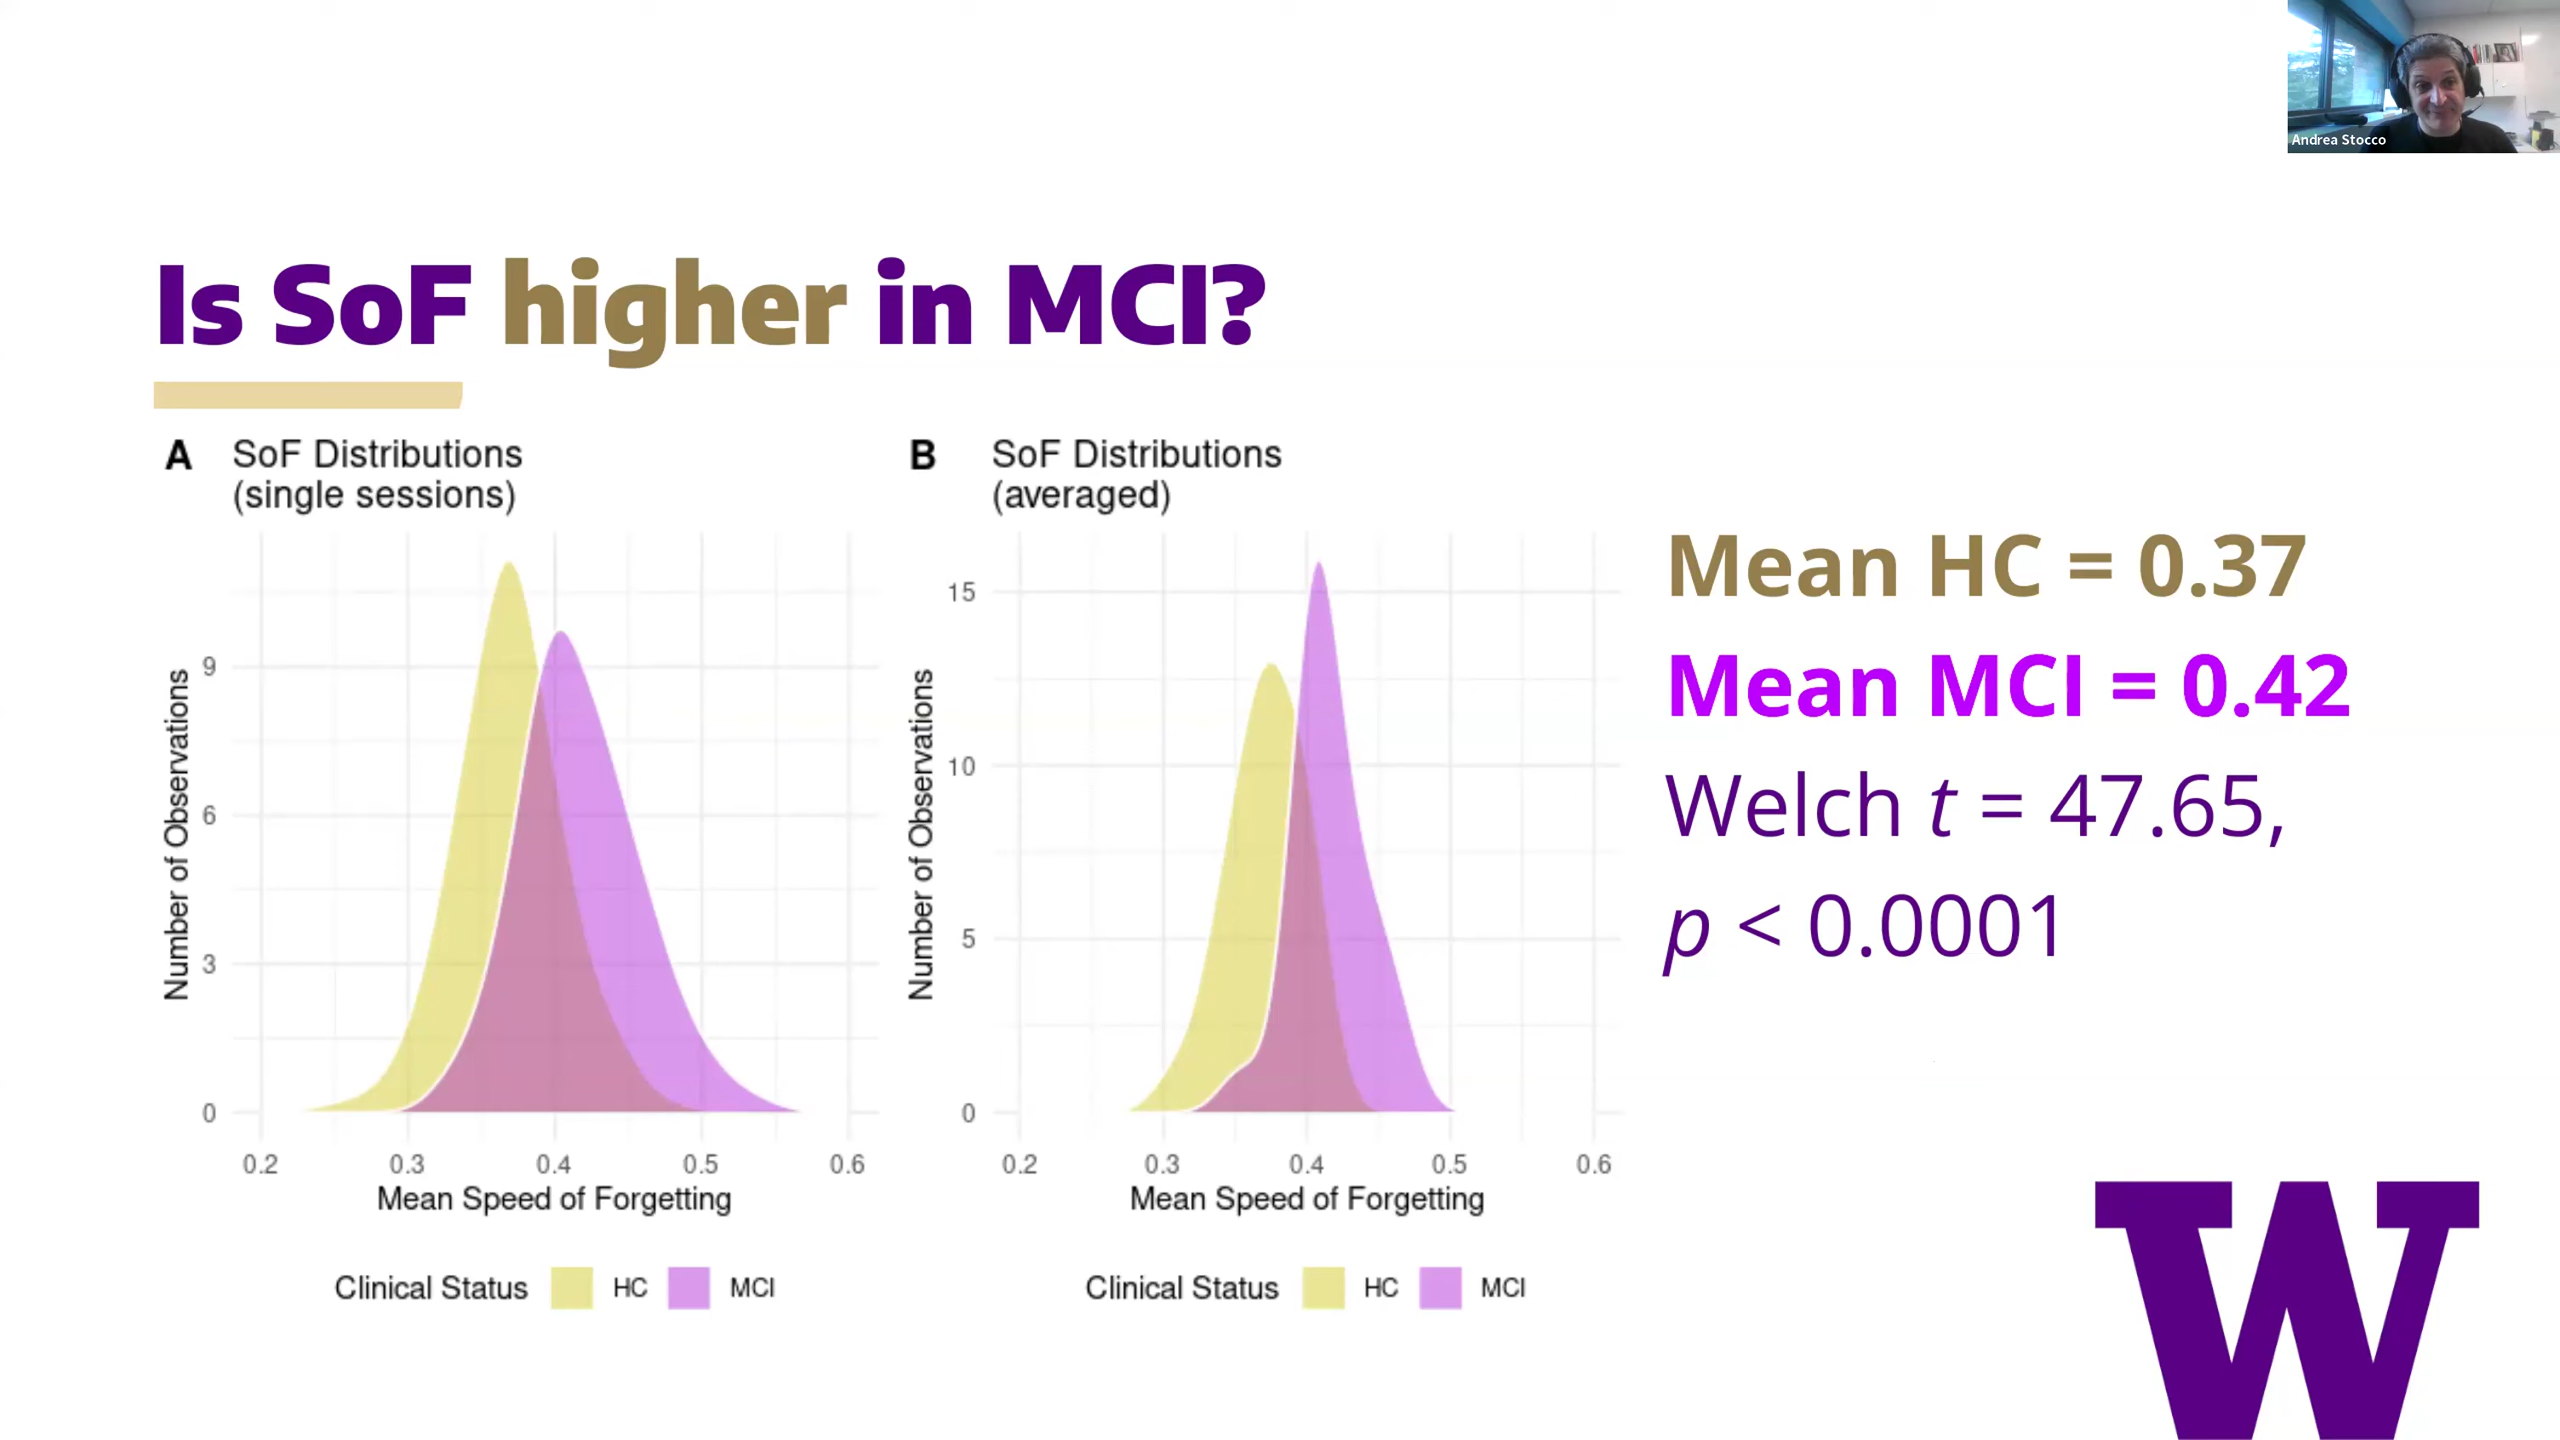 Andrea Stocco
Is SoF higher in MCI?
A SoF Distributions
(single sessions)
Number of Observations
9
6
3
0
0.2 0.3 0.4 0.5 0.6
Mean Speed of Forgetting
Clinical Status HC MCI
B SoF Distributions
(averaged)
Number of Observations
15
10
5
0
0.2 0.3 0.4 0.5 0.6
Mean Speed of Forgetting
Clinical Status HC MCI
Mean HC = 0.37
Mean MCI = 0.42
Welch t = 47.65,
p < 0.0001
W